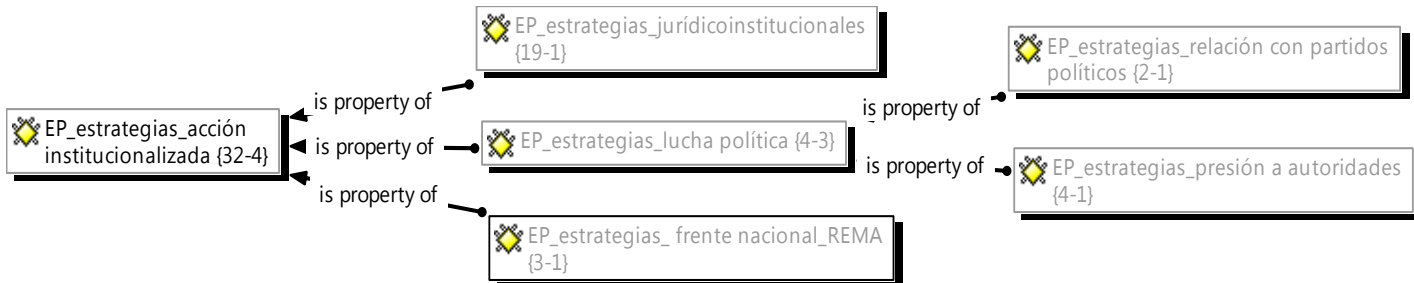 EP_estrategias_jurídicoinstitucionales
{19-1}
EP_estrategias_relación con partidos
políticos {2-1}
is property of
is property of
EP_estrategias_acción
institucionalizada {32-4}
is property of
EP_estrategias_lucha política {4-3}
is property of
EP_estrategias_presión a autoridades
{4-1}
is property of
EP_estrategias_ frente nacional_REMA
{3-1}